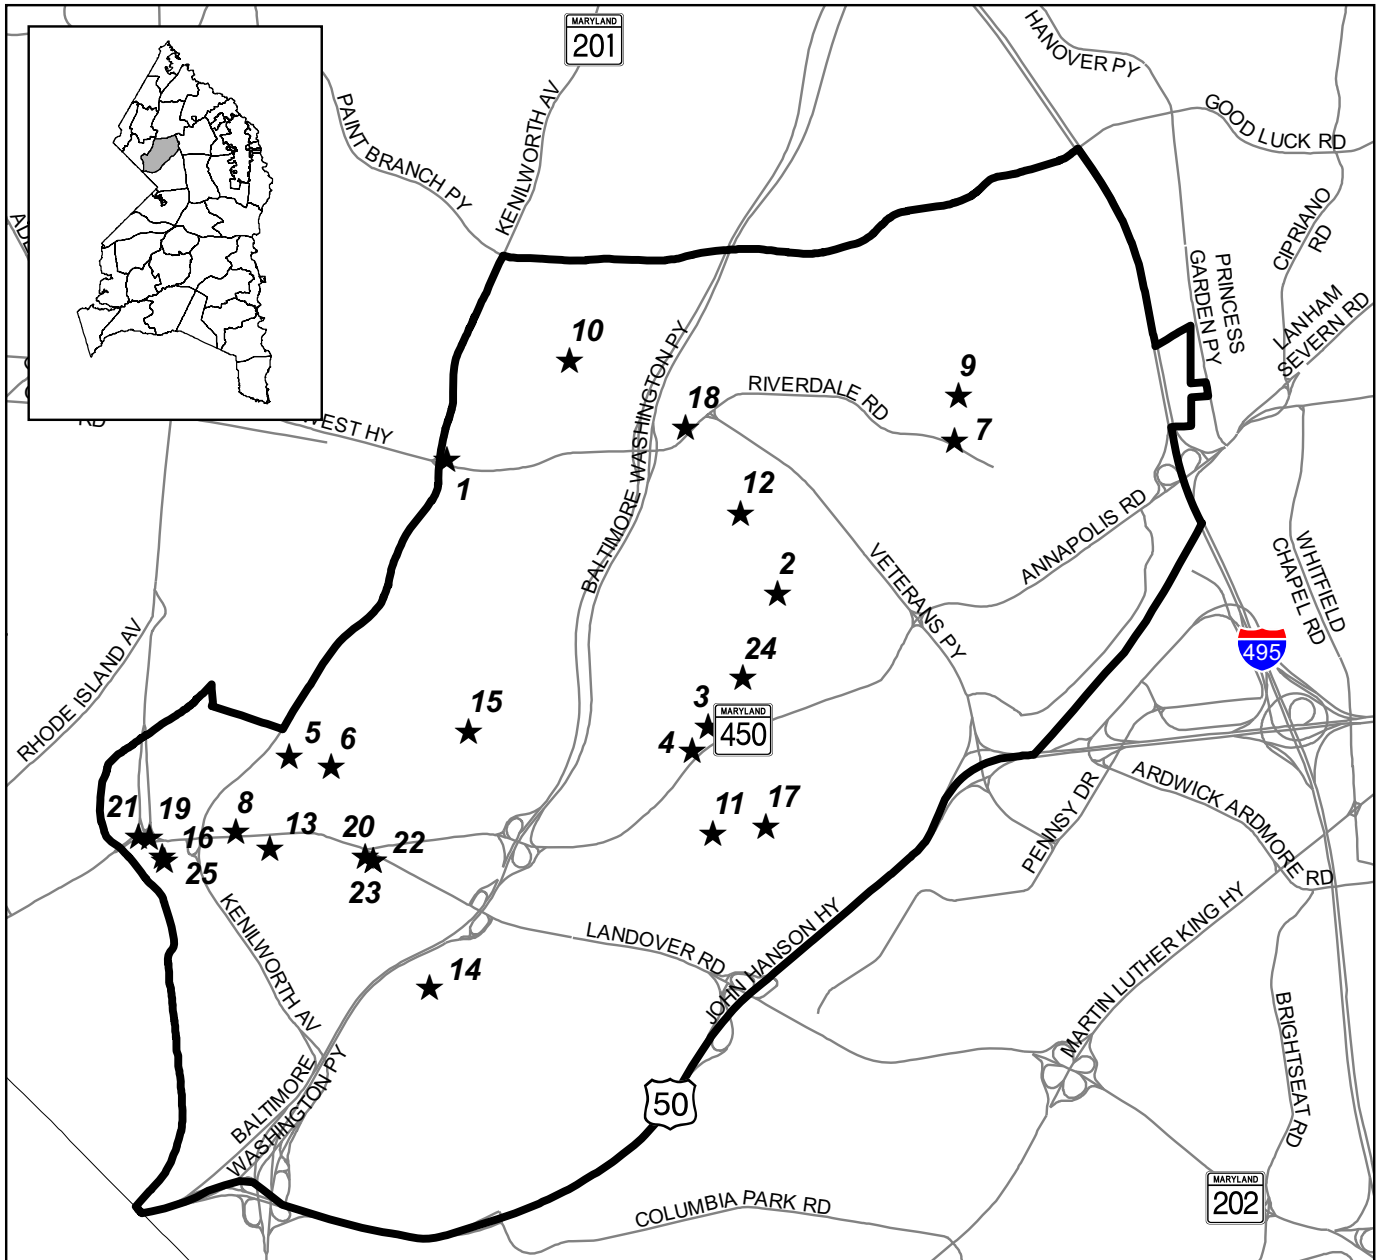 MARYLAND
201
HANOVER PY
GOOD LUCK RD
PAINT BRANCH PY
KENILWORTH AV
CIPRIANO
RD
PRINCESS
GARDEN PY
LANHAM
SEVERN RD
10
BALTIMORE WASHINGTON PY
RIVERDALE RD
9
18
7
RD
WEST HY
1
12
ANNAPOLIS RD
2
VETERANS PY
WHITFIELD
CHAPEL RD
RHODE ISLAND AV
24
495
15
3
MARYLAND
450
4
5
6
PENNSY DR
ARDWICK ARDMORE RD
21
19
8
13
20
11
17
16
22
25
23
KENILWORTH AV
LANDOVER RD
JOHN HANSON HY
MARTIN LUTHER KING HY
14
BRIGHTSEAT RD
BALTIMORE
WASHINGTON PY
50
MARYLAND
202
COLUMBIA PARK RD